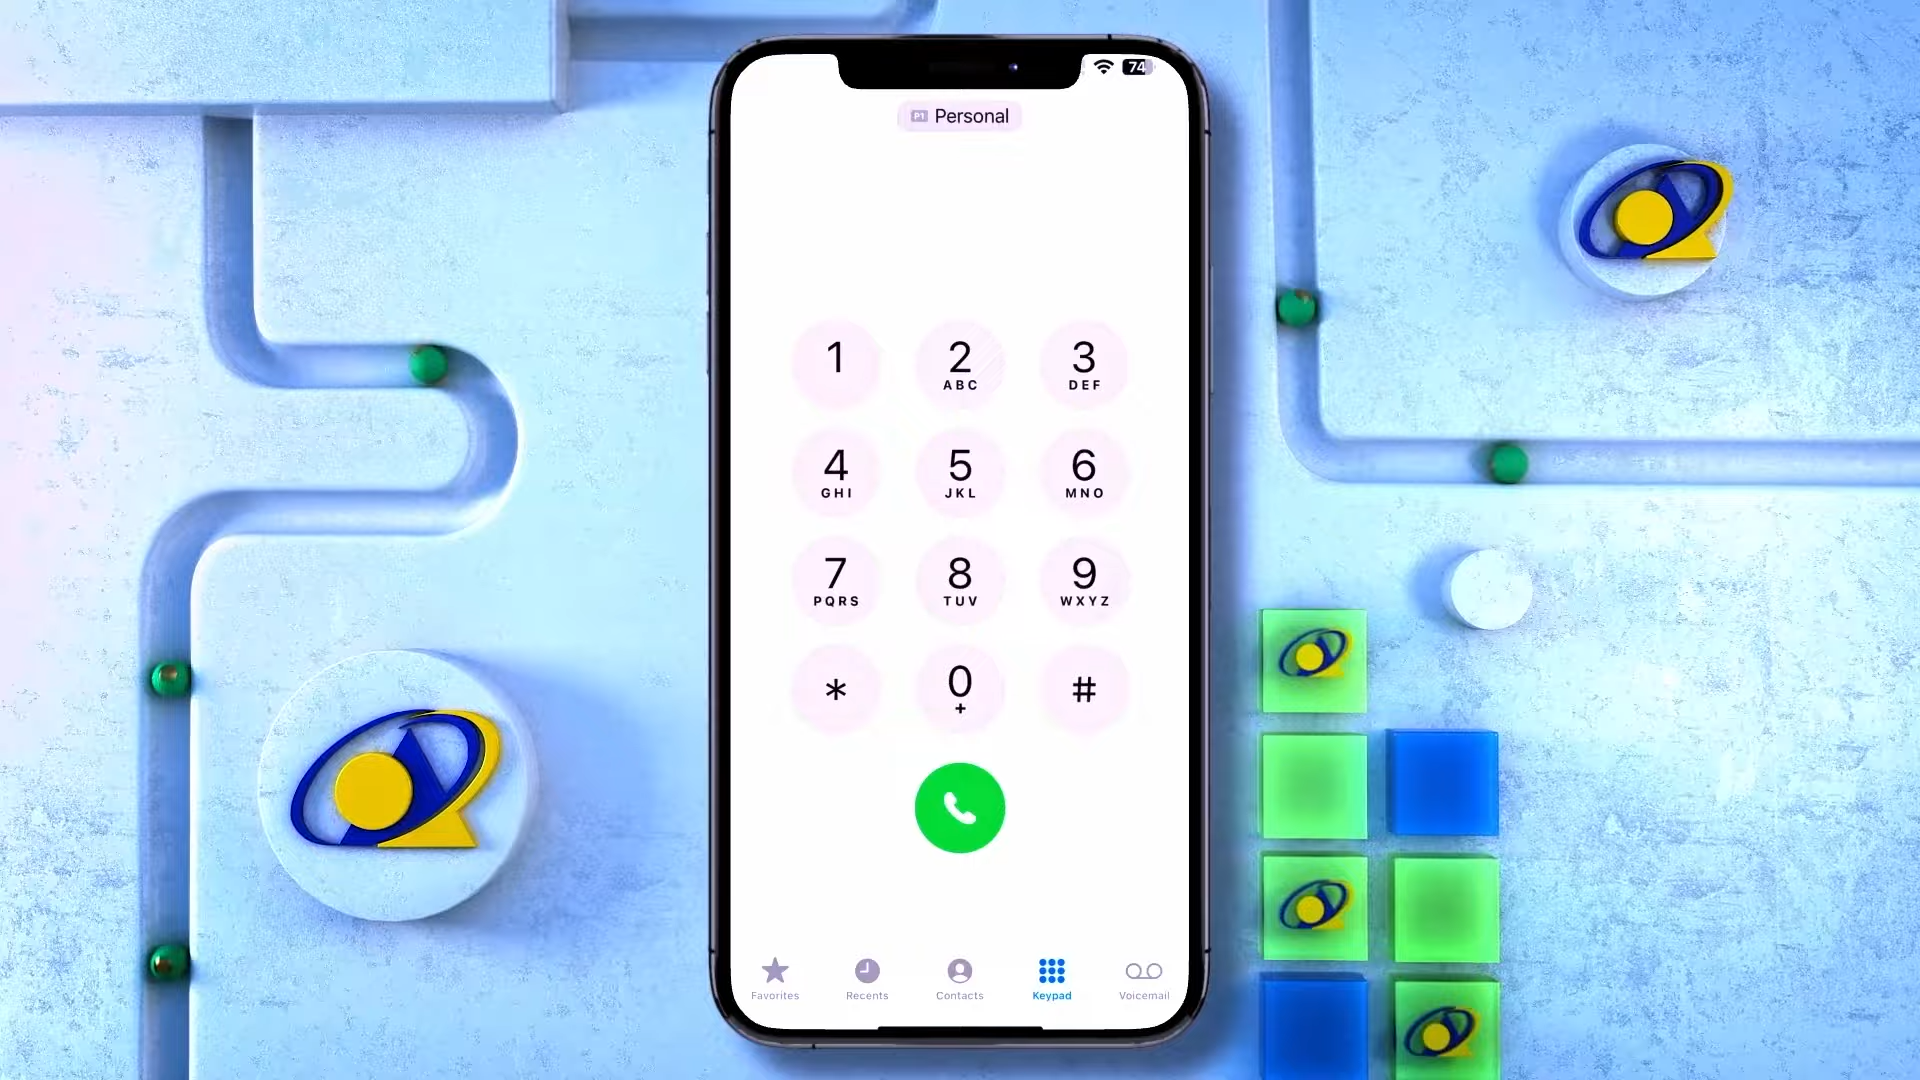 74
P1 Personal
1 2 3
ABC DEF
4 5 6
GHI JKL MNO
7 8 9
PQRS TUV WXYZ
* 0 #
+
Favorites Recents Contacts Keypad Voicemail